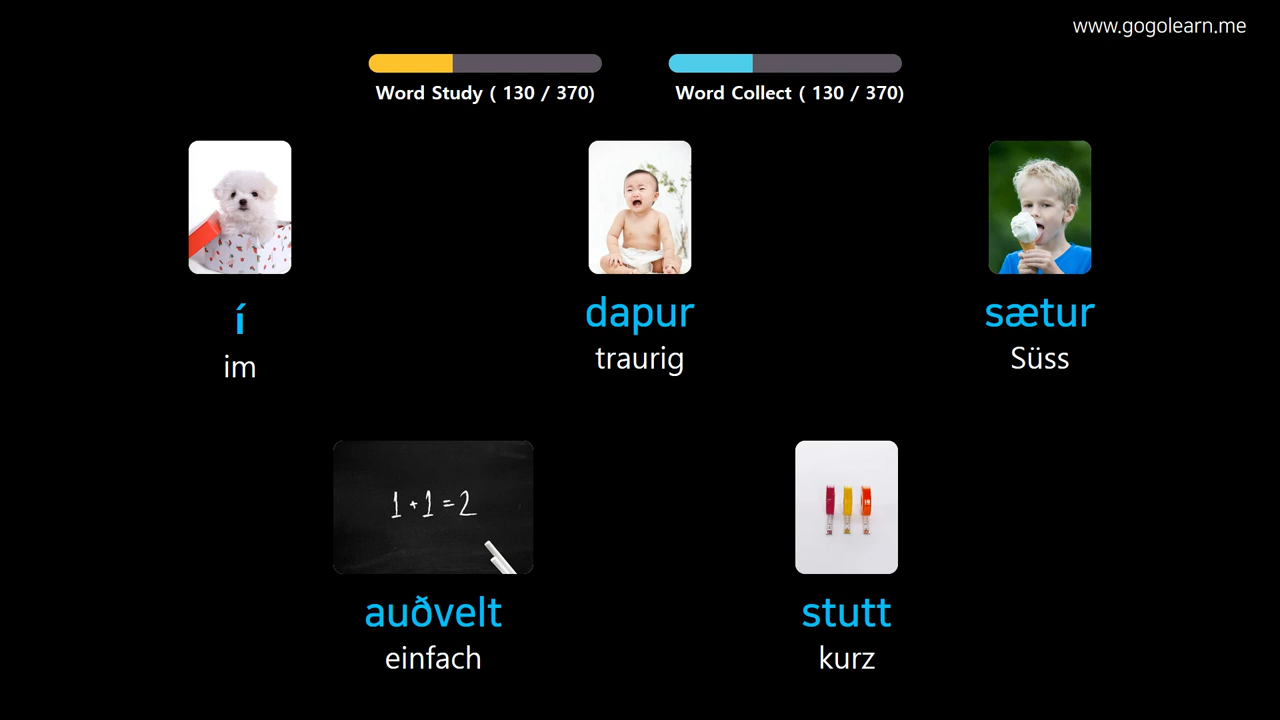 www.gogolearn.me
Word Study ( 130 / 370)
Word Collect ( 130 / 370)
í
im
dapur
traurig
sætur
Süss
1+1=2
auðvelt
einfach
stutt
kurz